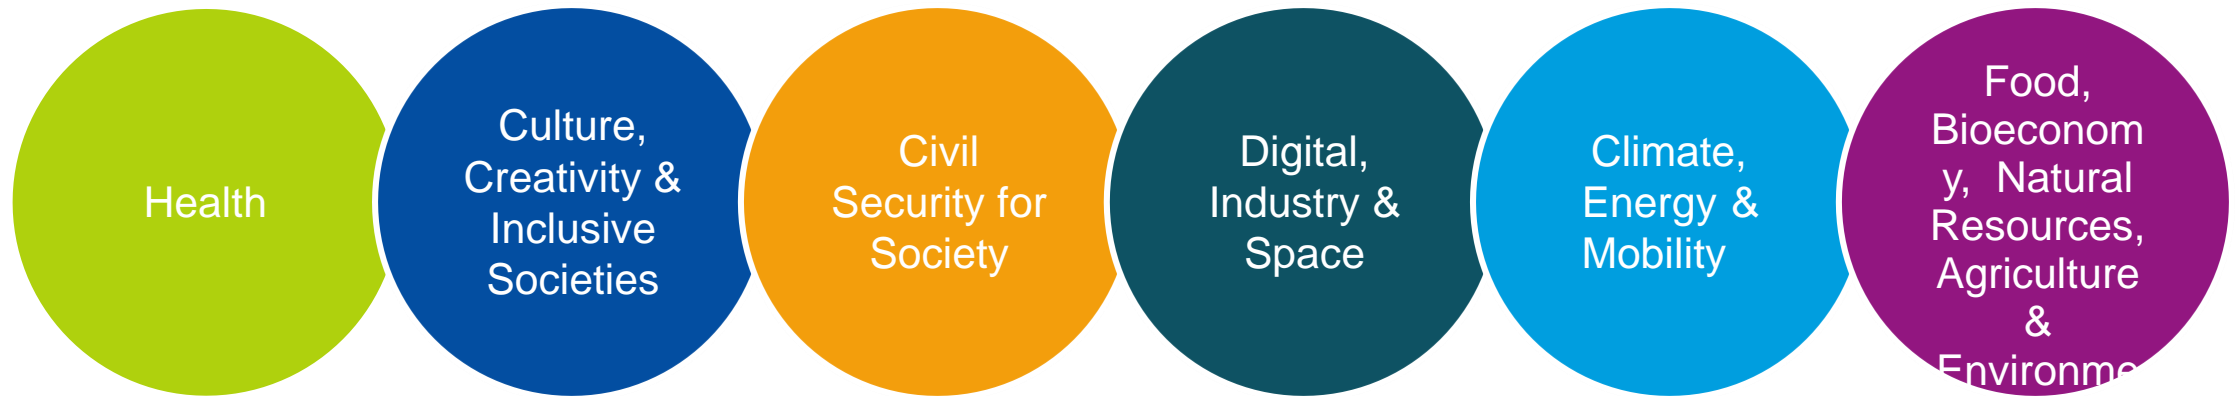 Health
Culture,
Creativity &
Inclusive
Societies
Civil
Security for
Society
Digital,
Industry &
Space
Climate,
Energy &
Mobility
Food,
Bioeconom
y, Natural
Resources,
Agriculture
&
Environme